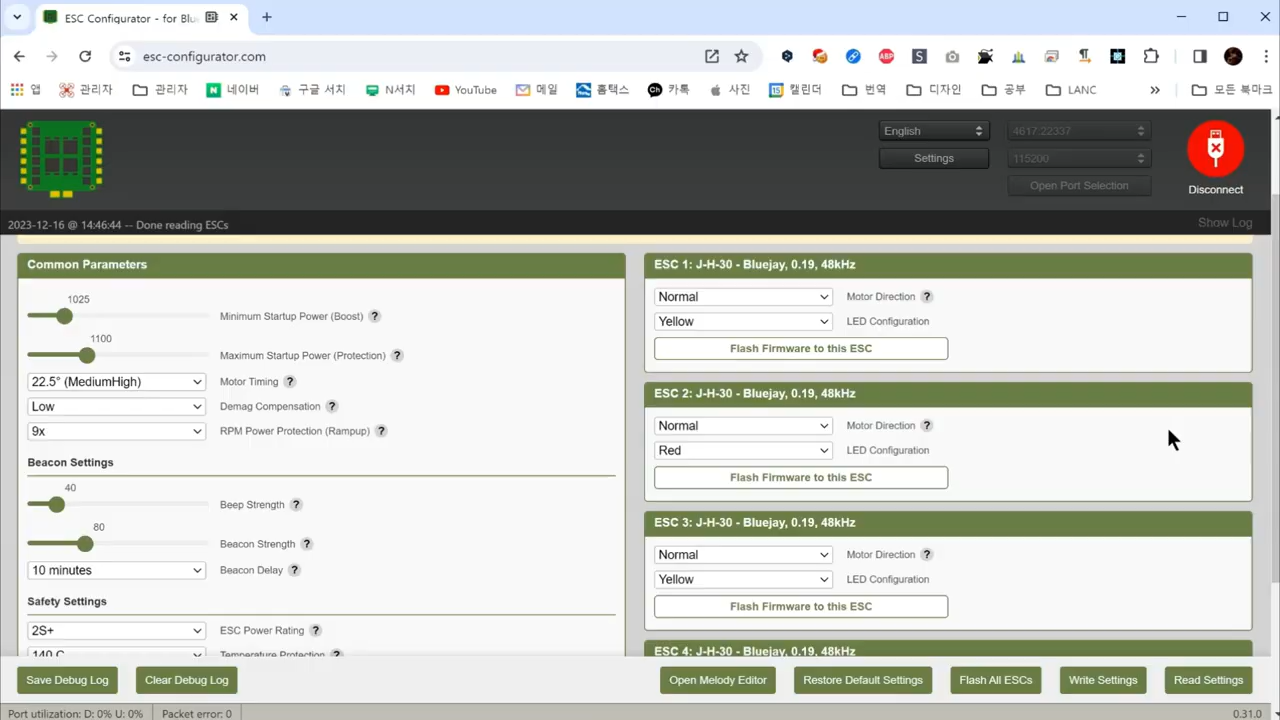 ESC Configurator - for Blu
esc-configurator.com
앱 관리자 관리자 네이버 구글 서치 N서치 YouTube 메일 홈택스 카톡 사진 캘린더 번역 디자인 공부 LANC » 모든 북마크
English 4617:22337
Settings 115200
Open Port Selection
Disconnect
2023-12-16 @ 14:46:44 -- Done reading ESCs Show Log
Common Parameters
1025
Minimum Startup Power (Boost) ?
1100
Maximum Startup Power (Protection) ?
22.5° (MediumHigh) Motor Timing ?
Low Demag Compensation ?
9x RPM Power Protection (Rampup) ?
Beacon Settings
40
Beep Strength ?
80
Beacon Strength ?
10 minutes Beacon Delay ?
Safety Settings
2S+ ESC Power Rating ?
140 C Temperature Protection ?
ESC 1: J-H-30 - Bluejay, 0.19, 48kHz
Normal Motor Direction ?
Yellow LED Configuration
Flash Firmware to this ESC
ESC 2: J-H-30 - Bluejay, 0.19, 48kHz
Normal Motor Direction ?
Red LED Configuration
Flash Firmware to this ESC
ESC 3: J-H-30 - Bluejay, 0.19, 48kHz
Normal Motor Direction ?
Yellow LED Configuration
Flash Firmware to this ESC
ESC 4: J-H-30 - Bluejay, 0.19, 48kHz
Save Debug Log Clear Debug Log Open Melody Editor Restore Default Settings Flash All ESCs Write Settings Read Settings
Port utilization: D: 0% U: 0% Packet error: 0 0.31.0